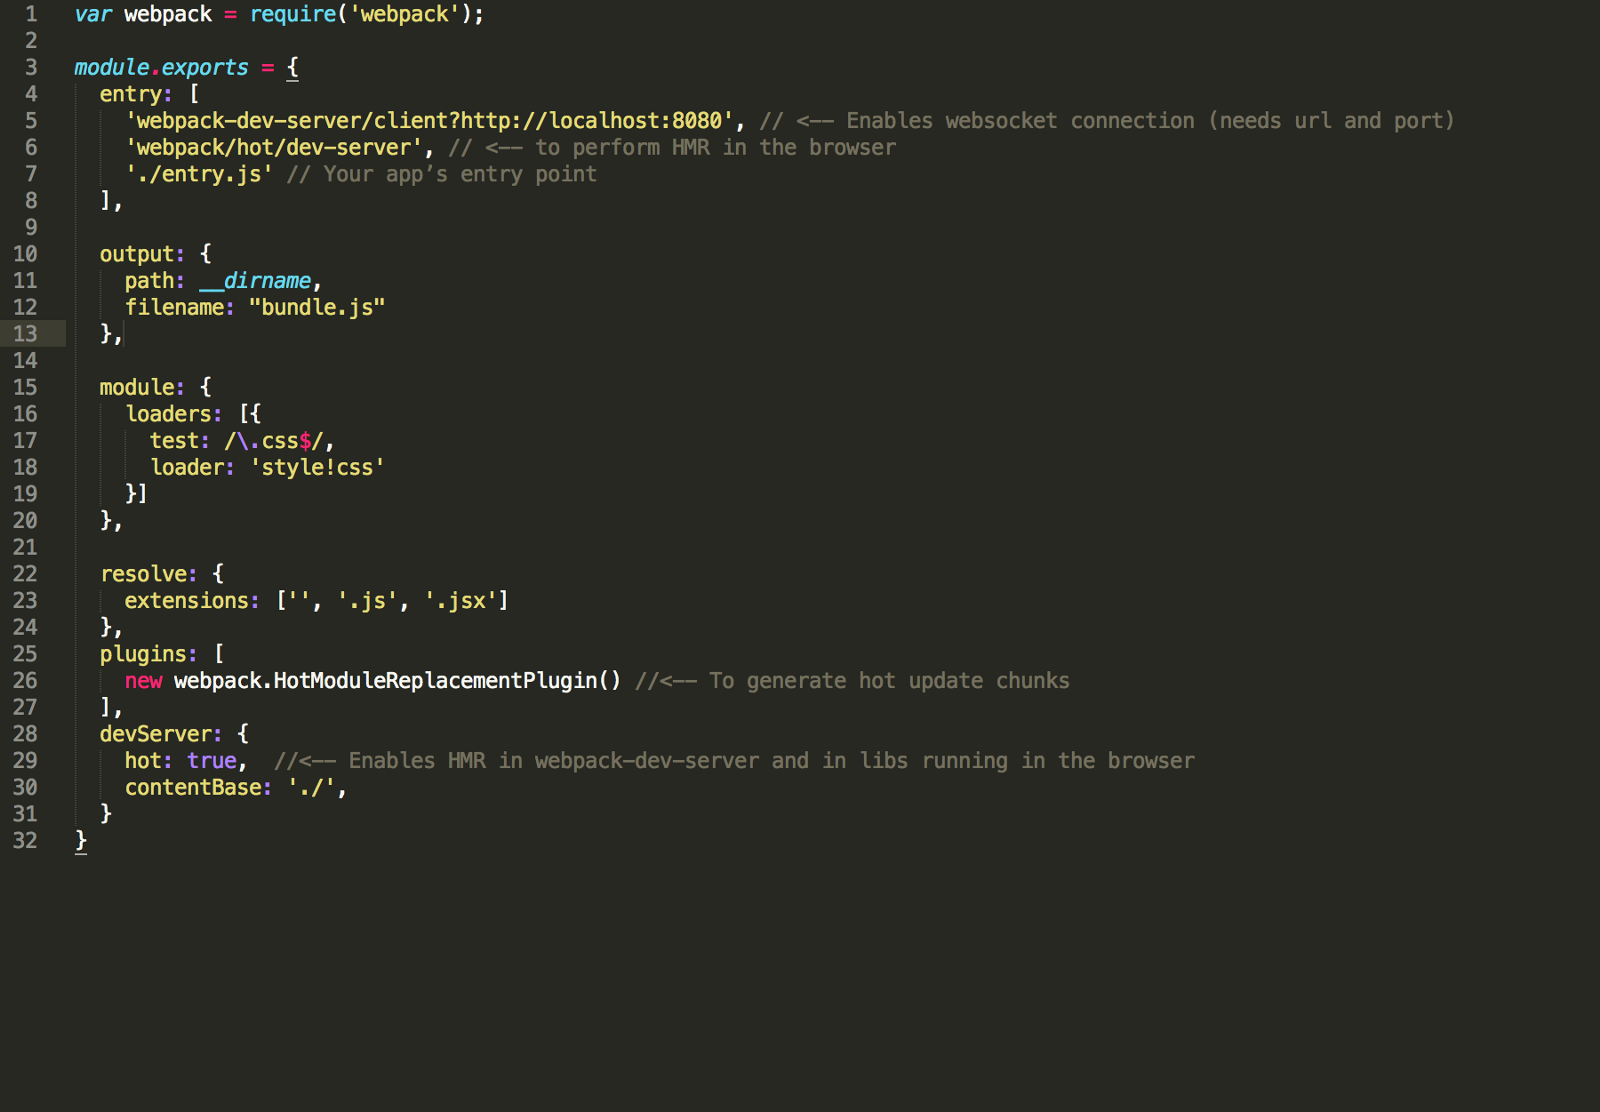 1 var webpack = require('webpack');
2
3 module.exports = {
4 entry: [
5 'webpack-dev-server/client?http://localhost:8080', // <-- Enables websocket connection (needs url and port)
6 'webpack/hot/dev-server', // <-- to perform HMR in the browser
7 './entry.js' // Your app’s entry point
8 ],
9
10 output: {
11 path: __dirname,
12 filename: "bundle.js"
13 },
14
15 module: {
16 loaders: [{
17 test: /\.css$/,
18 loader: 'style!css'
19 }]
20 },
21
22 resolve: {
23 extensions: ['', '.js', '.jsx']
24 },
25 plugins: [
26 new webpack.HotModuleReplacementPlugin() //<-- To generate hot update chunks
27 ],
28 devServer: {
29 hot: true,  //<-- Enables HMR in webpack-dev-server and in libs running in the browser
30 contentBase: './',
31 }
32 }